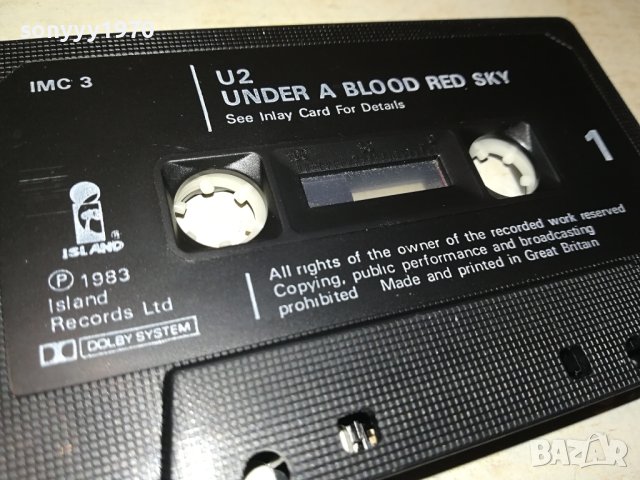 sonyyy1970
IMC 3
U2
UNDER A BLOOD RED SKY
See Inlay Card For Details
1
ISLAND ®
℗ 1983
Island
Records Ltd
DOLBY SYSTEM
All rights of the owner of the recorded work reserved
Copying, public performance and broadcasting
prohibited Made and printed in Great Britain
BAZAR